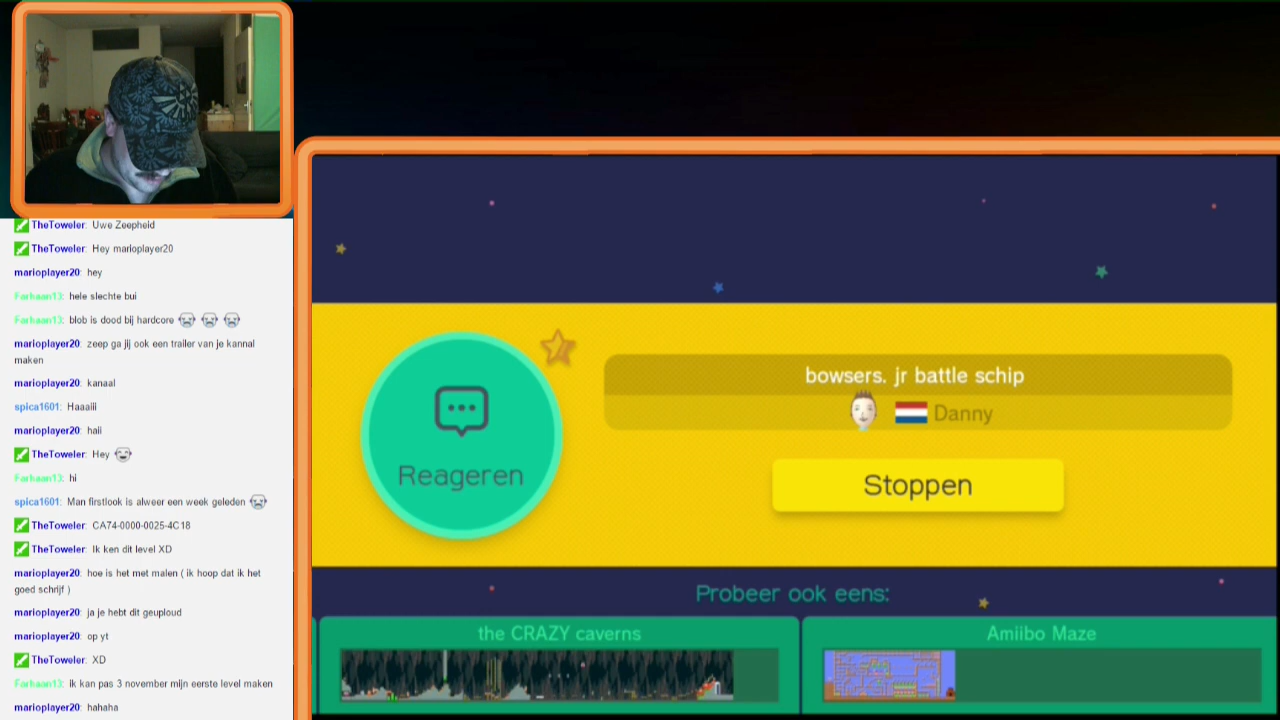 TheToweler: Uwe Zeepheid
TheToweler: Hey marioplayer20
marioplayer20: hey
Farhaan13: hele slechte bui
Farhaan13: blob is dood bij hardcore
marioplayer20: zeep ga jij ook een trailer van je kannal
maken
marioplayer20: kanaal
spica1601: Haaaiii
marioplayer20: haii
TheToweler: Hey
Farhaan13: hi
spica1601: Man firstlook is alweer een week geleden
TheToweler: CA74-0000-0025-4C18
TheToweler: Ik ken dit level XD
marioplayer20: hoe is het met malen ( ik hoop dat ik het
goed schrijf )
marioplayer20: ja je hebt dit geuploud
marioplayer20: op yt
TheToweler: XD
Farhaan13: ik kan pas 3 november mijn eerste level maken
marioplayer20: hahaha
Reageren
bowsers. jr battle schip
Danny
Stoppen
Probeer ook eens:
the CRAZY caverns
Amiibo Maze